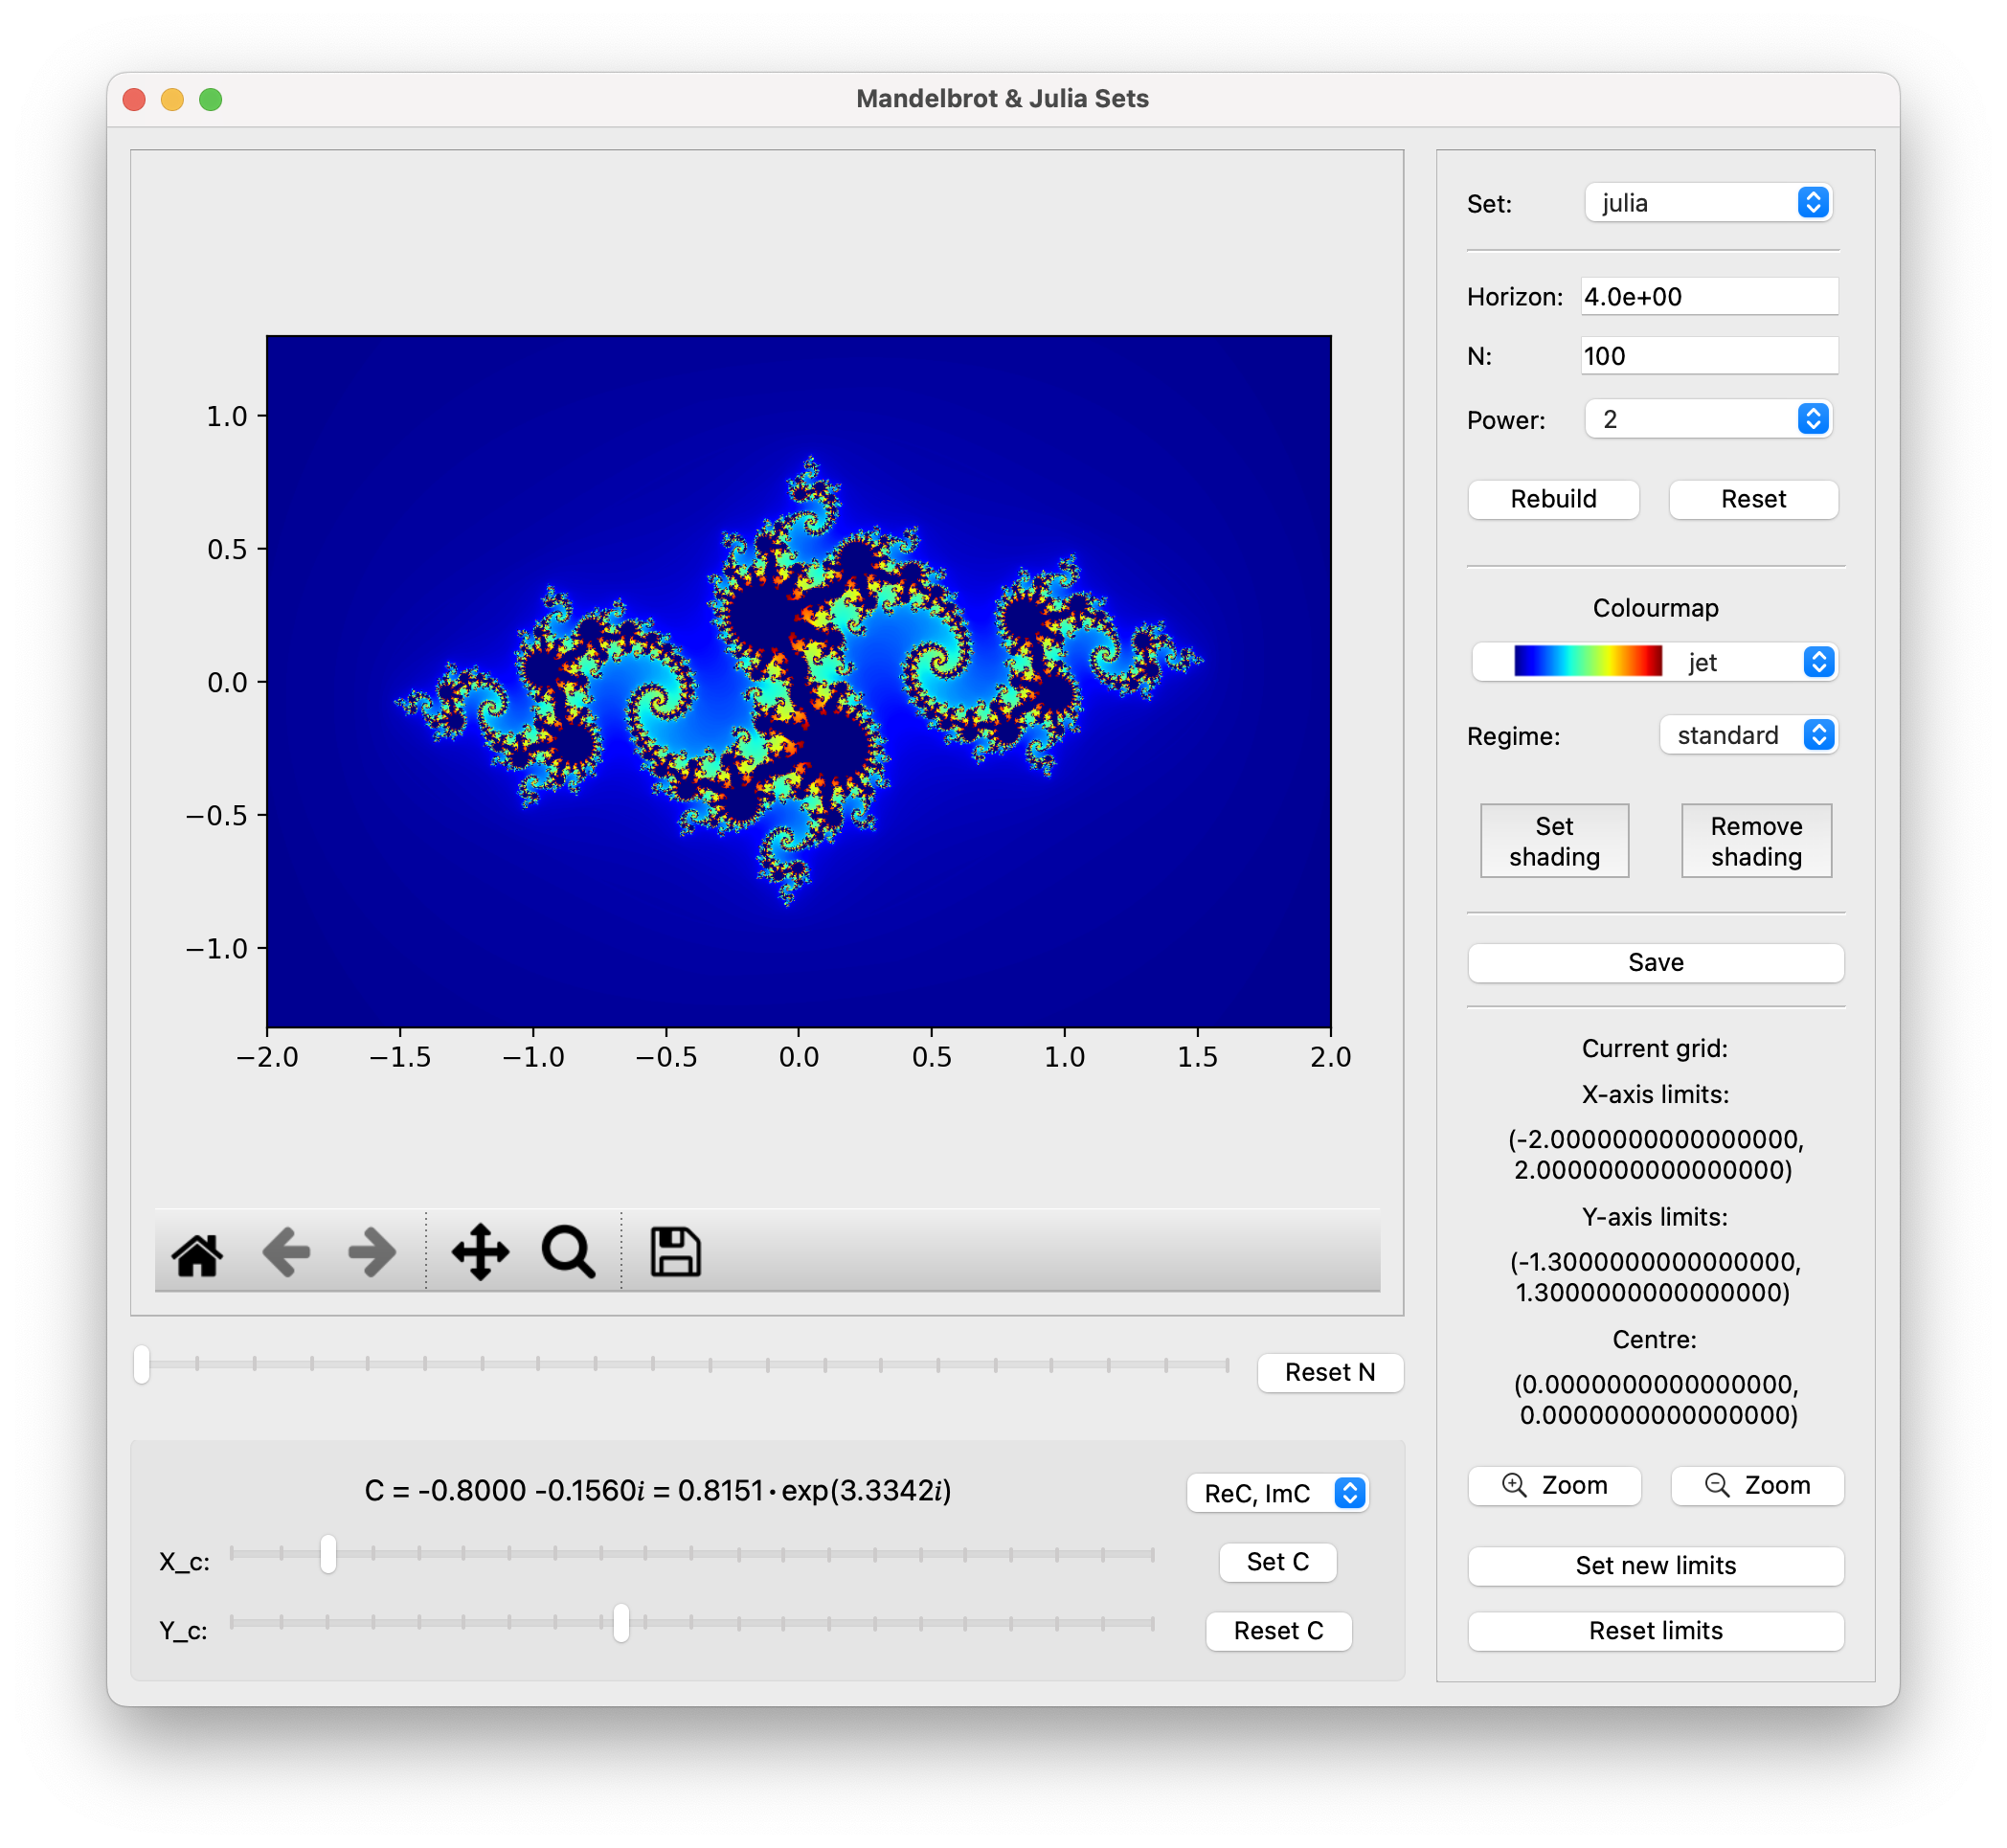 Mandelbrot & Julia Sets
1.0
0.5
0.0
−0.5
−1.0
−2.0 −1.5 −1.0 −0.5 0.0 0.5 1.0 1.5 2.0
Reset N
C = -0.8000 -0.1560i = 0.8151·exp(3.3342i)
ReC, ImC
X_c:
Set C
Y_c:
Reset C
Set: julia
Horizon: 4.0e+00
N: 100
Power: 2
Rebuild Reset
Colourmap
jet
Regime: standard
Set
shading
Remove
shading
Save
Current grid:
X-axis limits:
(-2.0000000000000000,
2.0000000000000000)
Y-axis limits:
(-1.3000000000000000,
1.3000000000000000)
Centre:
(0.0000000000000000,
0.0000000000000000)
Zoom Zoom
Set new limits
Reset limits